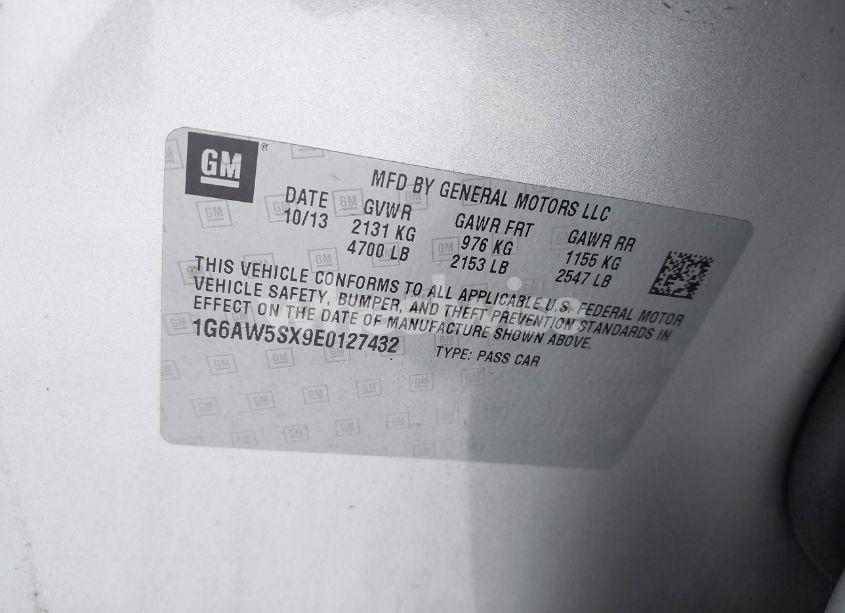 GM
MFD BY GENERAL MOTORS LLC
DATE GVWR GAWR FRT GAWR RR
10/13 2131 KG 976 KG 1155 KG
4700 LB 2153 LB 2547 LB
THIS VEHICLE CONFORMS TO ALL APPLICABLE U.S. FEDERAL MOTOR
VEHICLE SAFETY, BUMPER, AND THEFT PREVENTION STANDARDS IN
EFFECT ON THE DATE OF MANUFACTURE SHOWN ABOVE.
1G6AW5SX9E0127432 TYPE: PASS CAR